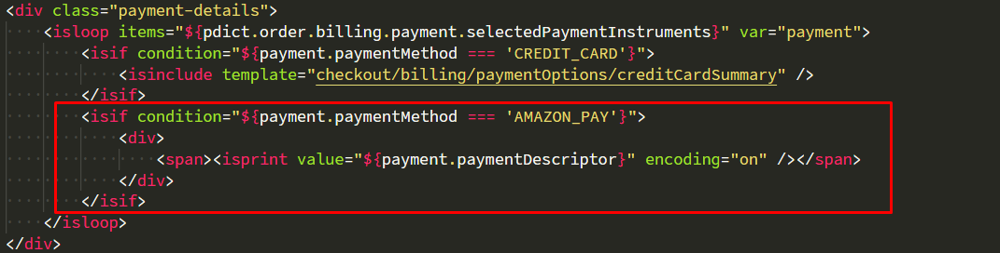 <div class="payment-details">
    <isloop items="${pdict.order.billing.payment.selectedPaymentInstruments}" var="payment">
        <isif condition="${payment.paymentMethod === 'CREDIT_CARD'}">
            <isinclude template="checkout/billing/paymentOptions/creditCardSummary" />
        </isif>
        <isif condition="${payment.paymentMethod === 'AMAZON_PAY'}">
            <div>
                <span><isprint value="${payment.paymentDescriptor}" encoding="on" /></span>
            </div>
        </isif>
    </isloop>
</div>